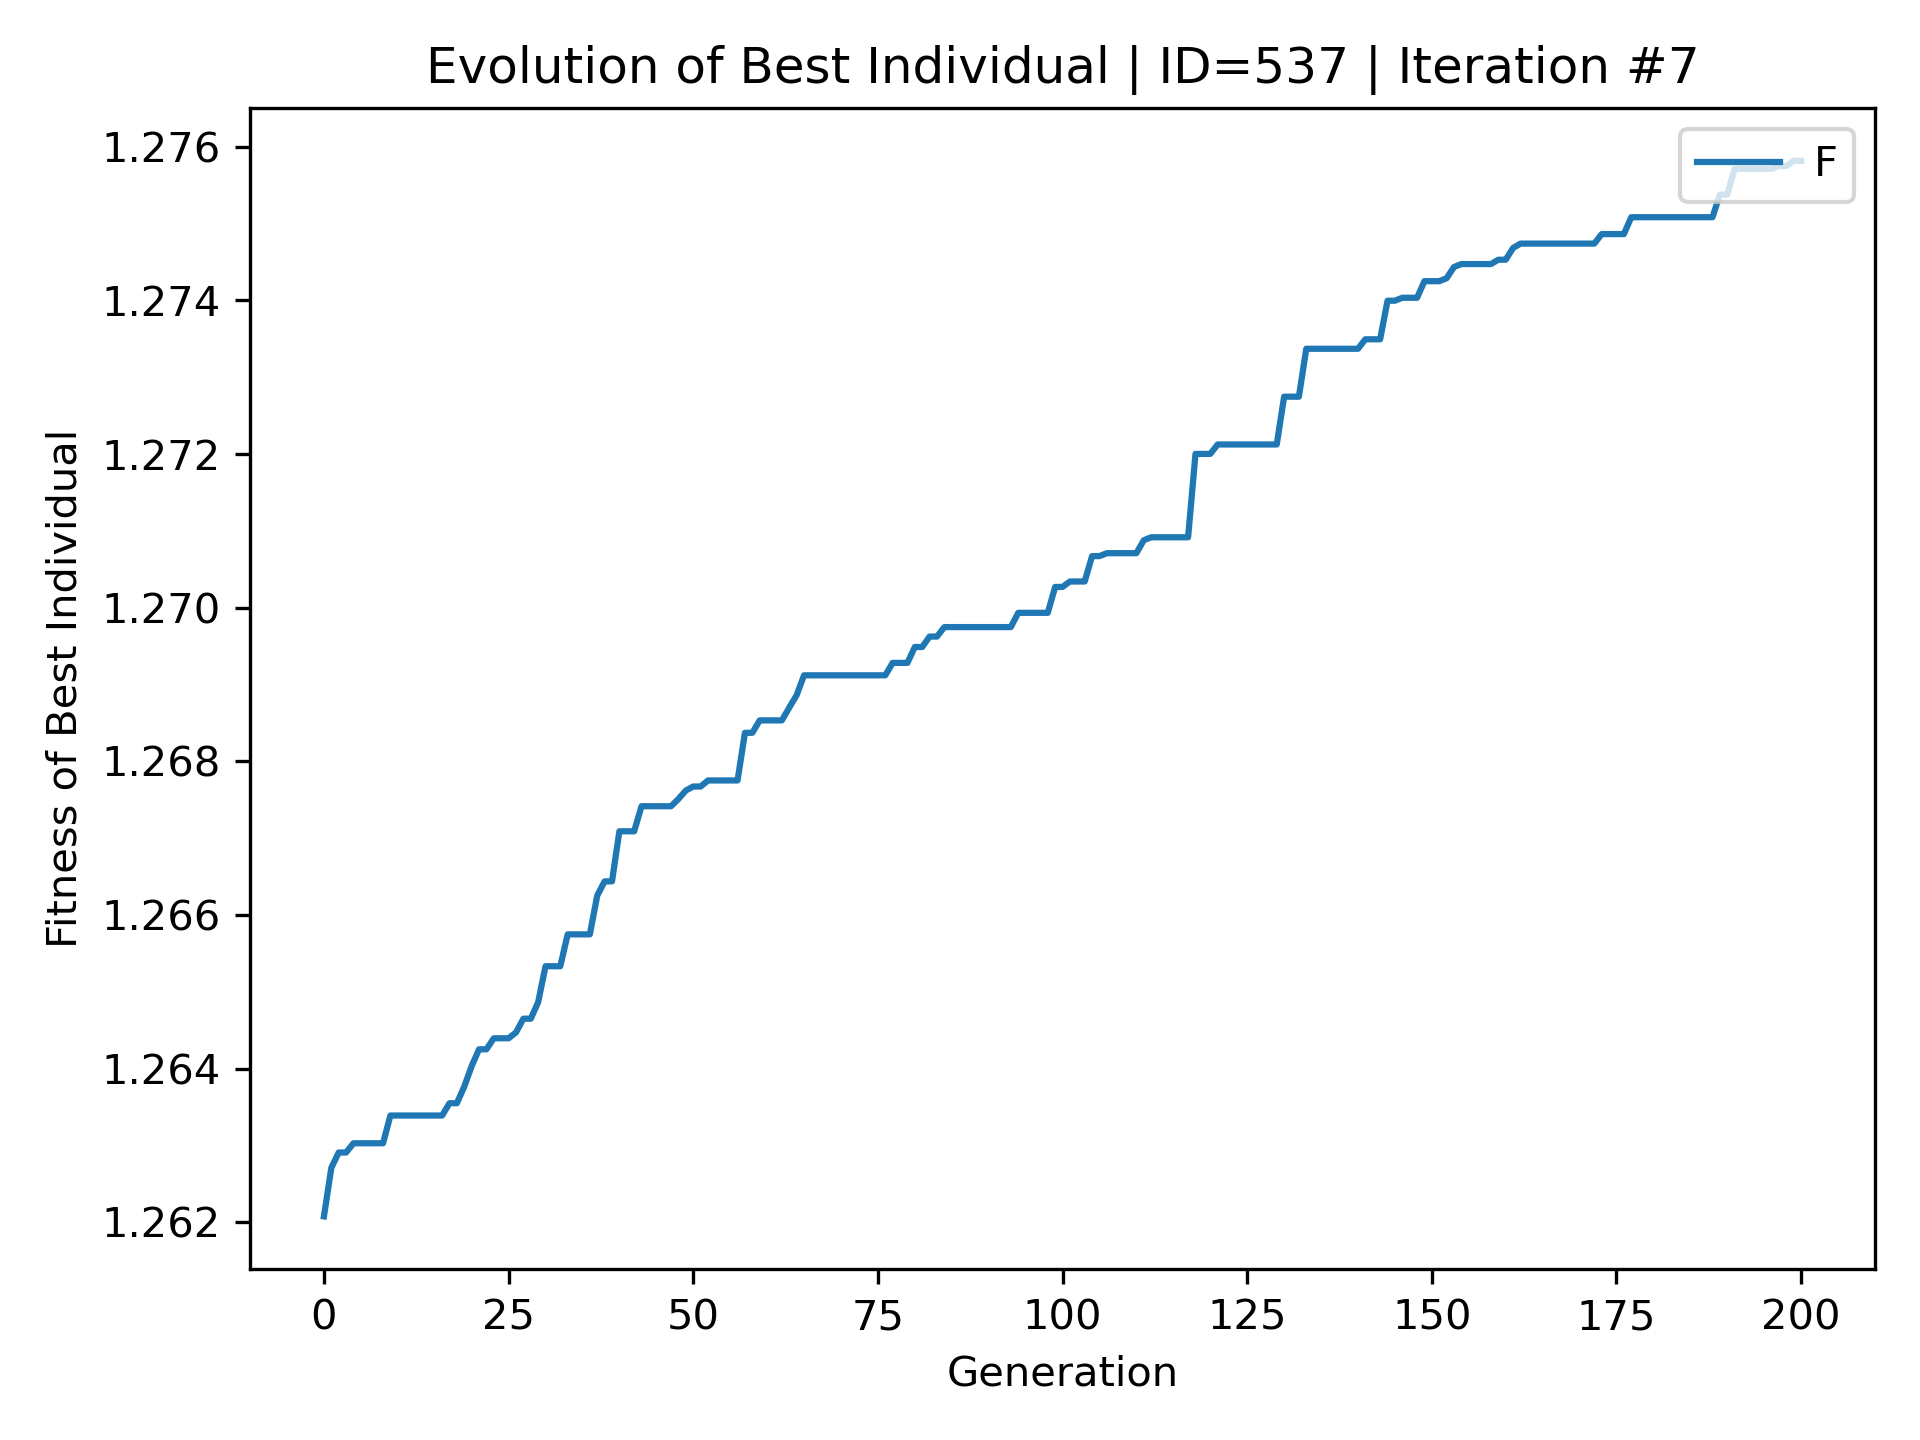 Evolution of Best Individual | ID=537 | Iteration #7
F
Fitness of Best Individual
1.276
1.274
1.272
1.270
1.268
1.266
1.264
1.262
0 25 50 75 100 125 150 175 200
Generation